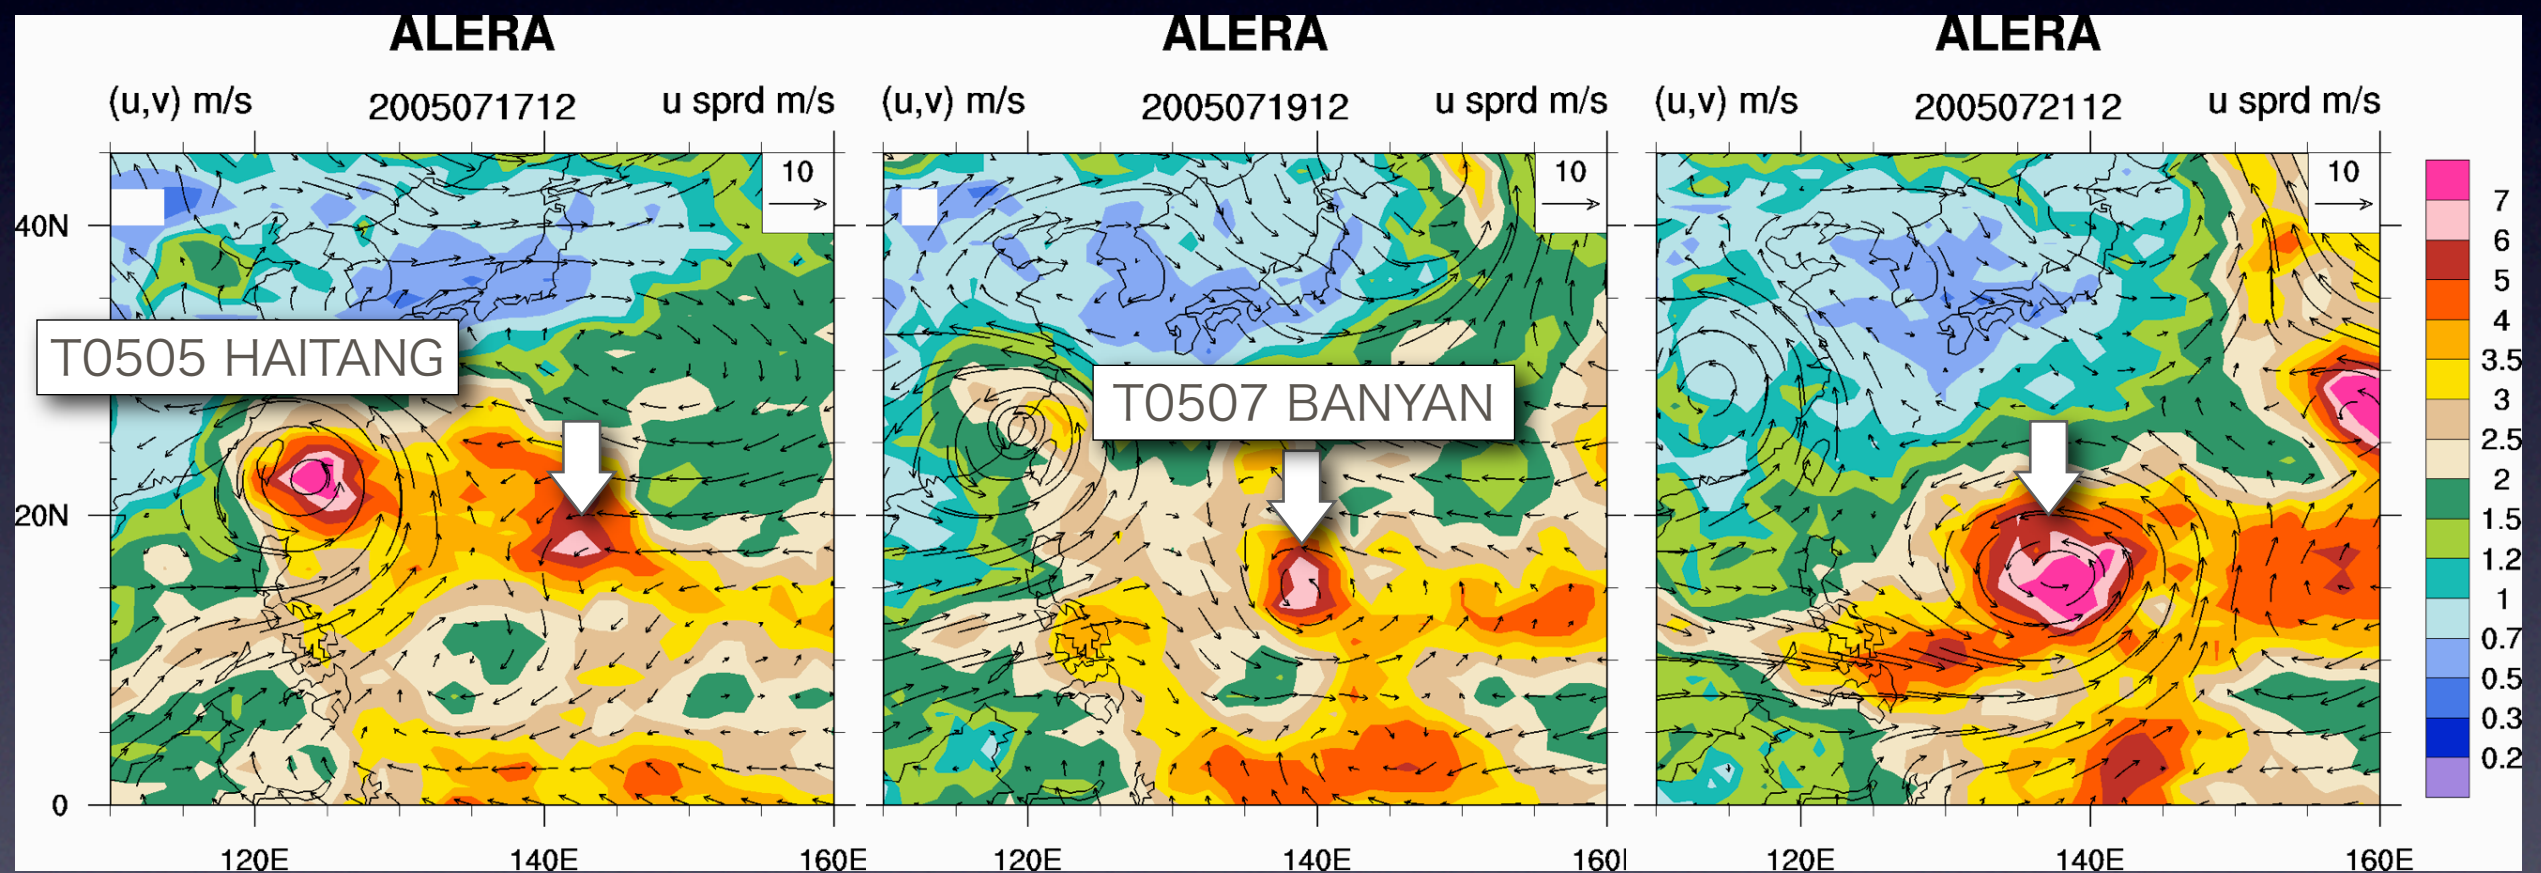 ALERA ALERA ALERA
(u,v) m/s 2005071712 u sprd m/s (u,v) m/s 2005071912 u sprd m/s (u,v) m/s 2005072112 u sprd m/s
10 10 10
40N
T0505 HAITANG
T0507 BANYAN
20N
0
120E 140E 160E 120E 140E 160 120E 140E 160E
7
6
5
4
3.5
3
2.5
2
1.5
1.2
1
0.7
0.5
0.3
0.2